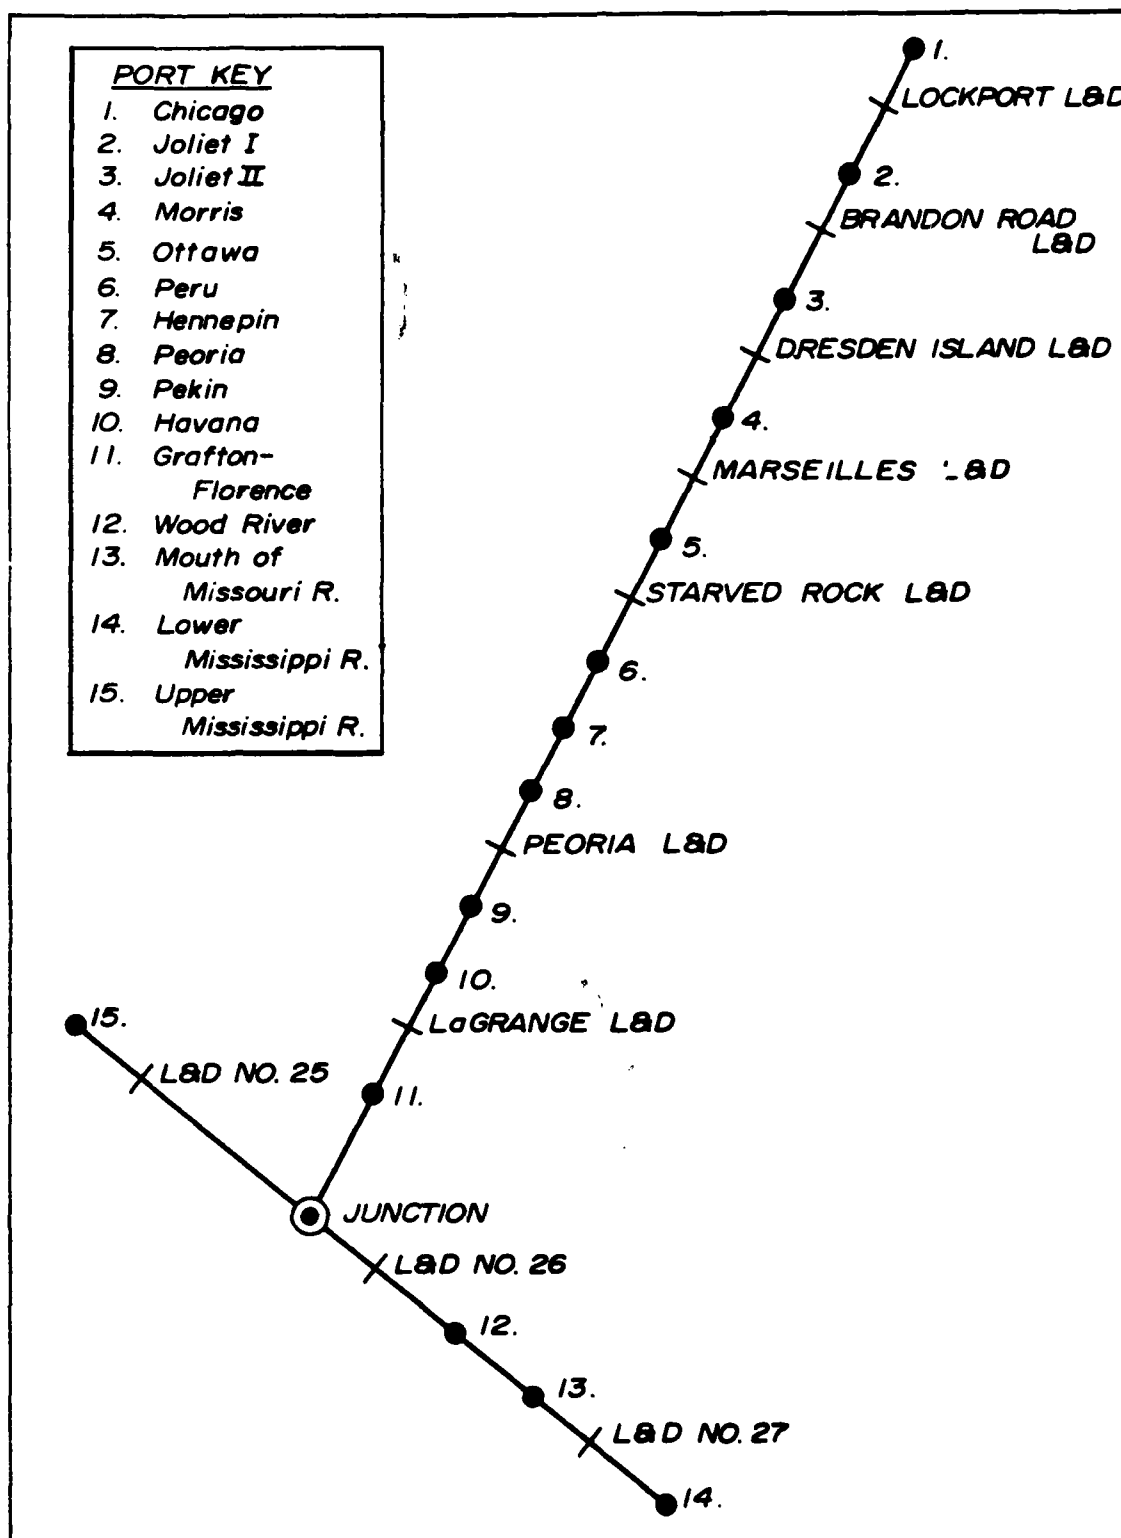 PORT KEY
1. Chicago
2. Joliet I
3. Joliet II
4. Morris
5. Ottawa
6. Peru
7. Hennepin
8. Peoria
9. Pekin
10. Havana
11. Grafton-
Florence
12. Wood River
13. Mouth of
Missouri R.
14. Lower
Mississippi R.
15. Upper
Mississippi R.
1.
LOCKPORT L&D
2.
BRANDON ROAD
L&D
3.
DRESDEN ISLAND L&D
4.
MARSEILLES L&D
5.
STARVED ROCK L&D
6.
7.
8.
PEORIA L&D
9.
10.
LaGRANGE L&D
11.
15.
L&D NO. 25
JUNCTION
L&D NO. 26
12.
13.
L&D NO. 27
14.